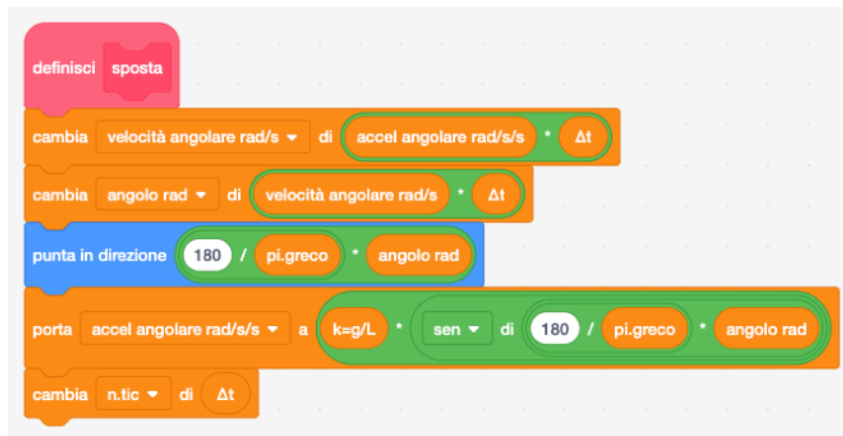 definisci sposta
cambia velocità angolare rad/s di accel angolare rad/s/s * Δt
cambia angolo rad di velocità angolare rad/s * Δt
punta in direzione 180 / pi.greco * angolo rad
porta accel angolare rad/s/s a k=g/L * sen di 180 / pi.greco * angolo rad
cambia n.tic di Δt